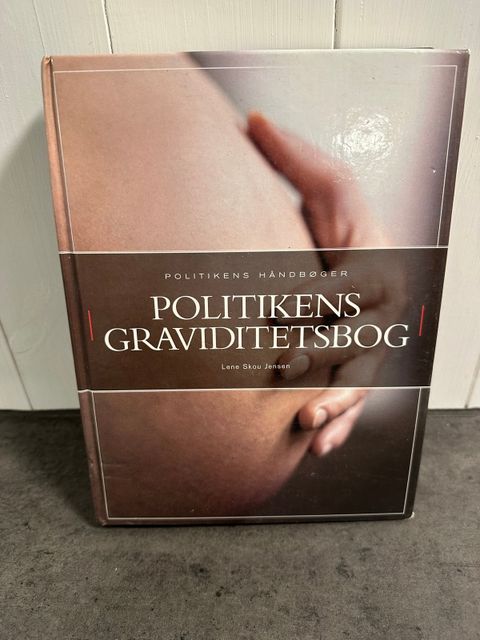 POLITIKENS HÅNDBØGER
POLITIKENS
GRAVIDITETSBOG
Lene Skou Jensen